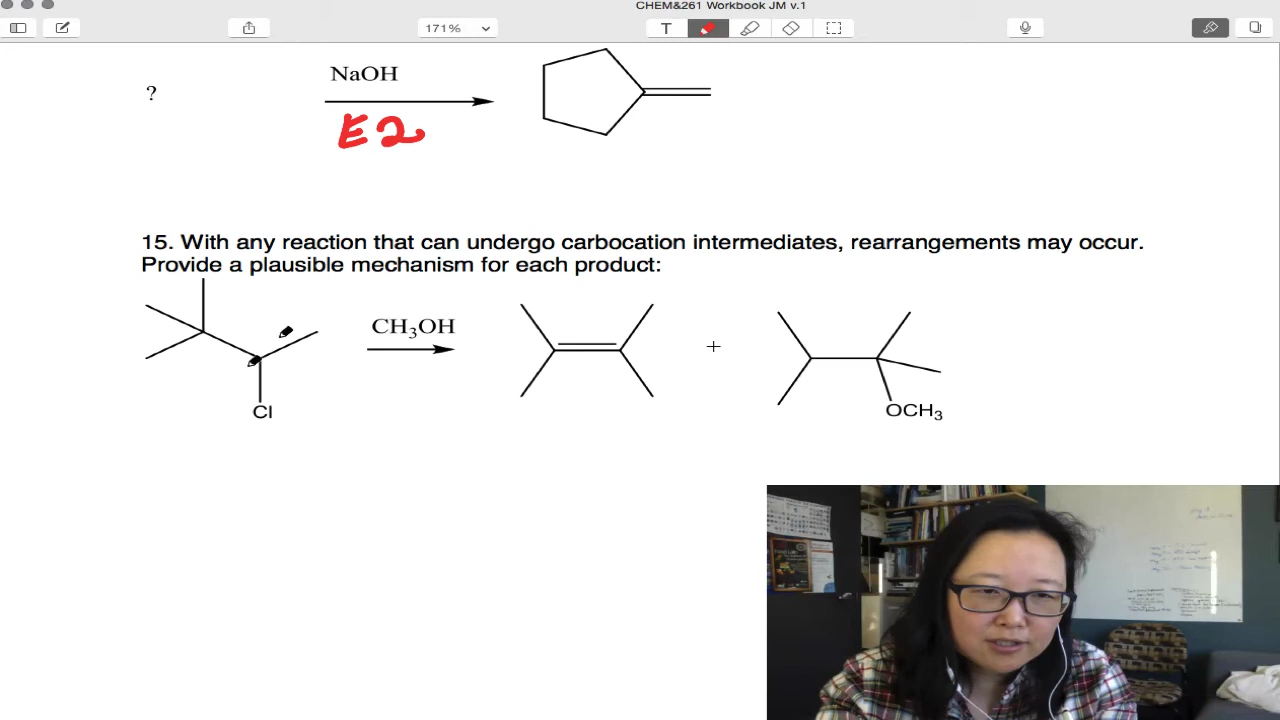 CHEM&261 Workbook JM v.1
171%
T
NaOH
?
E2
15. With any reaction that can undergo carbocation intermediates, rearrangements may occur.
Provide a plausible mechanism for each product:
CH3OH
+
Cl
OCH3